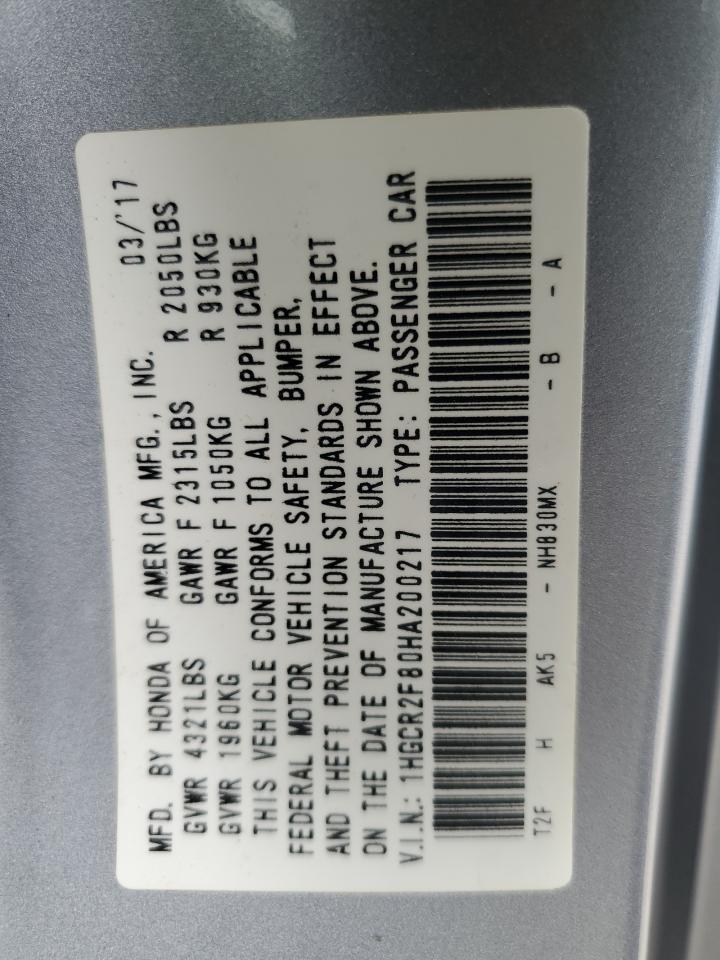 MFD. BY HONDA OF AMERICA MFG., INC. 03/'17
GVWR 4321LBS GAWR F 2315LBS R 2050LBS
GVWR 1960KG GAWR F 1050KG R 930KG
THIS VEHICLE CONFORMS TO ALL APPLICABLE
FEDERAL MOTOR VEHICLE SAFETY, BUMPER,
AND THEFT PREVENTION STANDARDS IN EFFECT
ON THE DATE OF MANUFACTURE SHOWN ABOVE.
V.I.N.: 1HGCR2F80HA200217 TYPE: PASSENGER CAR
T2F H AK5 - NH830MX - B - A